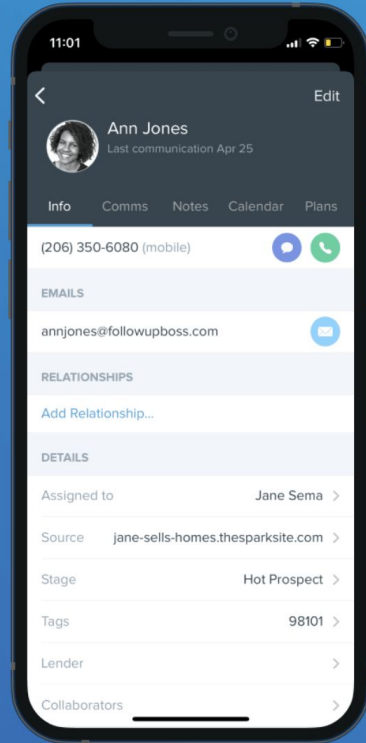 11:01
Edit
Ann Jones
Last communication Apr 25
Info Comms Notes Calendar Plans
(206) 350-6080 (mobile)
EMAILS
annjones@followupboss.com
RELATIONSHIPS
Add Relationship...
DETAILS
Assigned to Jane Sema
Source jane-sells-homes.thesparksite.com
Stage Hot Prospect
Tags 98101
Lender
Collaborators